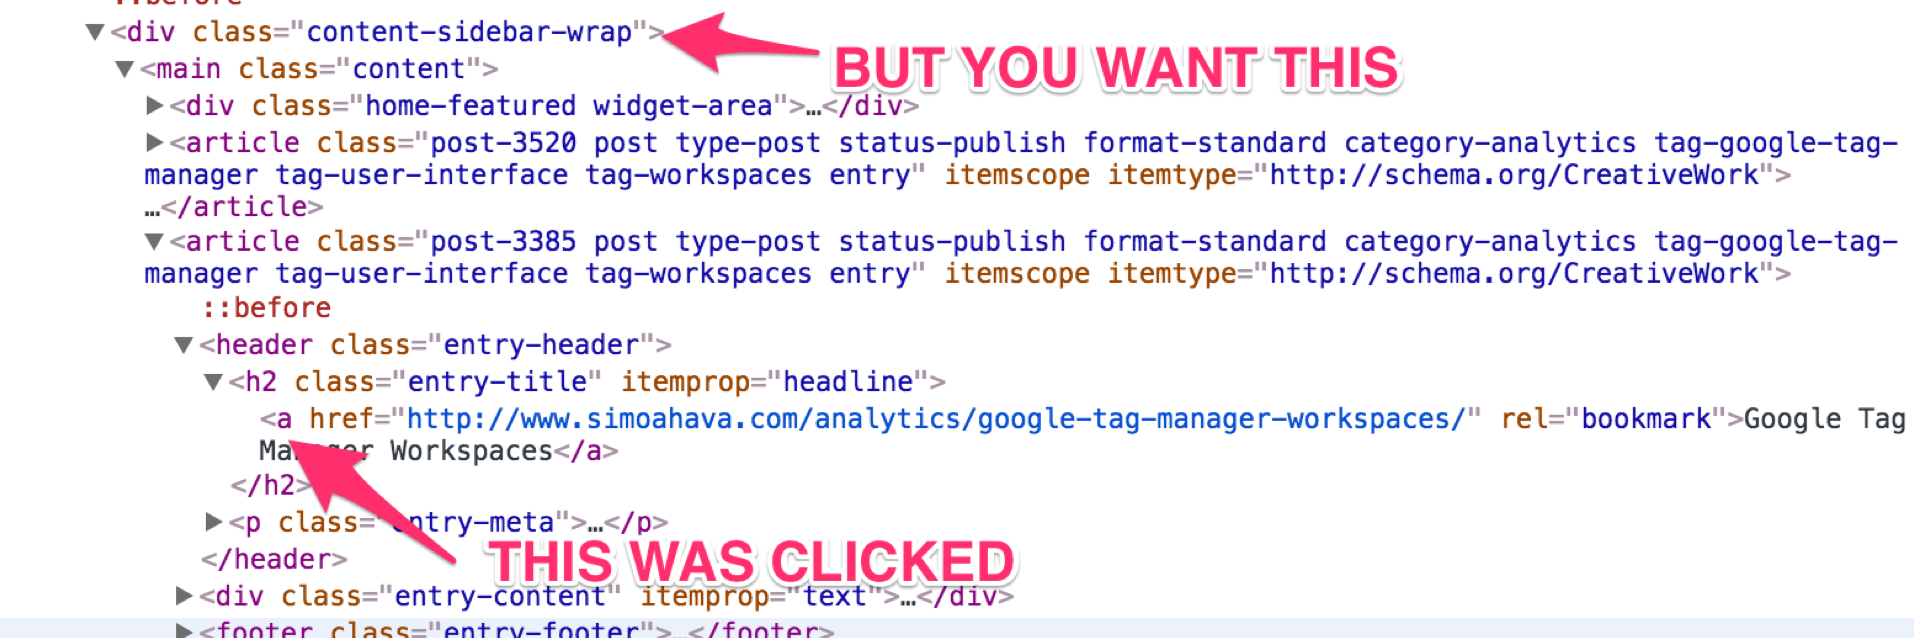 ::before
▼<div class="content-sidebar-wrap">
BUT YOU WANT THIS
▼<main class="content">
▶<div class="home-featured widget-area">…</div>
▶<article class="post-3520 post type-post status-publish format-standard category-analytics tag-google-tag-
manager tag-user-interface tag-workspaces entry" itemscope itemtype="http://schema.org/CreativeWork">
…</article>
▼<article class="post-3385 post type-post status-publish format-standard category-analytics tag-google-tag-
manager tag-user-interface tag-workspaces entry" itemscope itemtype="http://schema.org/CreativeWork">
::before
▼<header class="entry-header">
▼<h2 class="entry-title" itemprop="headline">
<a href="http://www.simoahava.com/analytics/google-tag-manager-workspaces/" rel="bookmark">Google Tag
Manager Workspaces</a>
</h2>
▶<p class="entry-meta">…</p>
</header>
THIS WAS CLICKED
▶<div class="entry-content" itemprop="text">…</div>
▶<footer class="entry-footer">…</footer>